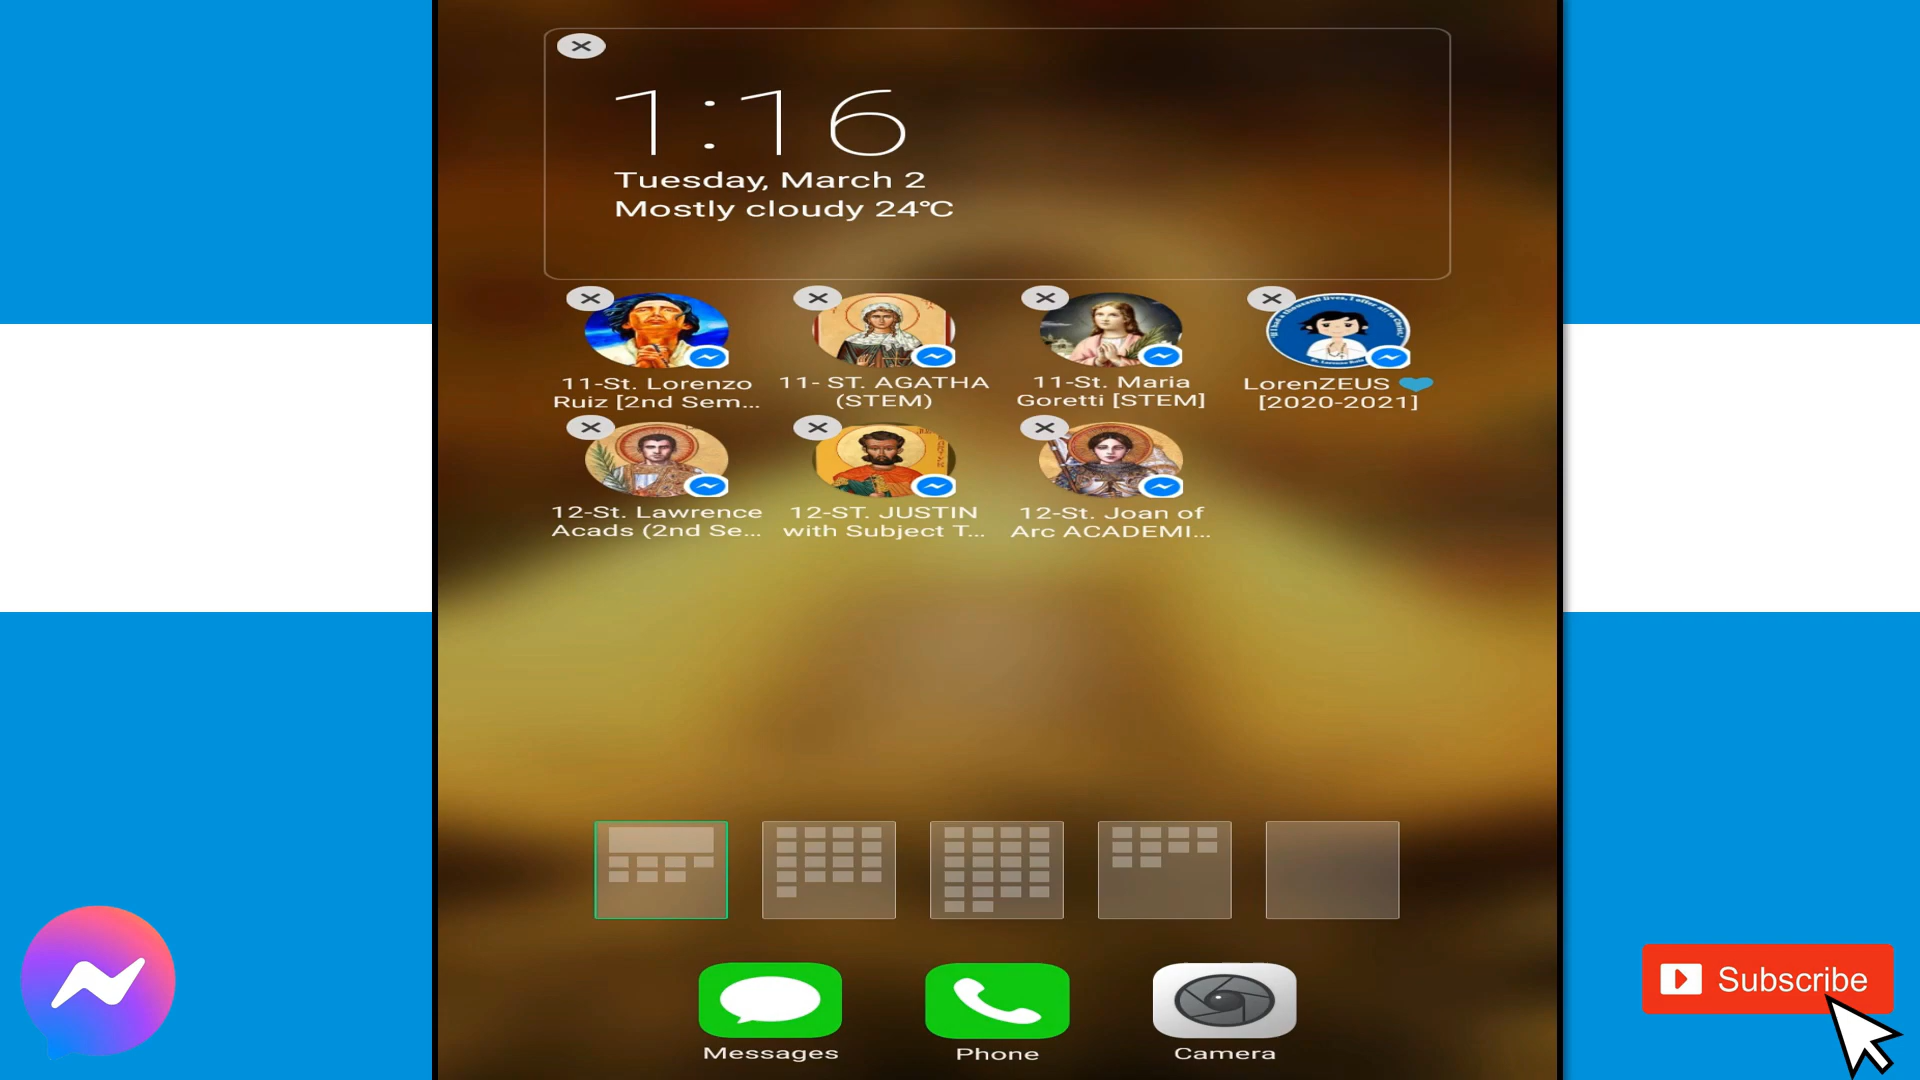 1:16
Tuesday, March 2
Mostly cloudy 24°C
11-St. Lorenzo
Ruiz [2nd Sem...
11- ST. AGATHA
(STEM)
11-St. Maria
Goretti [STEM]
LorenZEUS
[2020-2021]
12-St. Lawrence
Acads (2nd Se...
12-ST. JUSTIN
with Subject T...
12-St. Joan of
Arc ACADEMI...
Messages
Phone
Camera
Subscribe